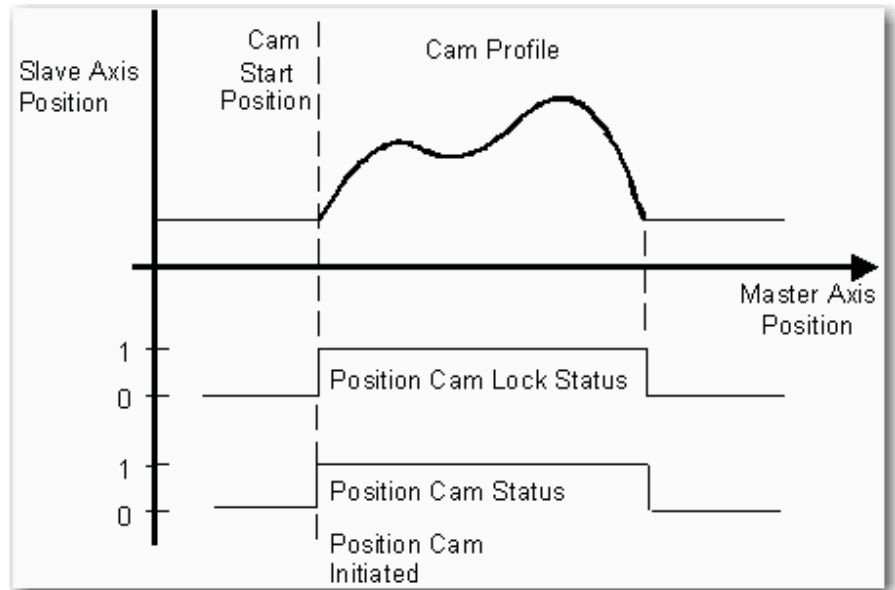 Slave Axis
Position
Cam
Start
Position
Cam Profile
Master Axis
Position
1
0
Position Cam Lock Status
1
0
Position Cam Status
Position Cam
Initiated